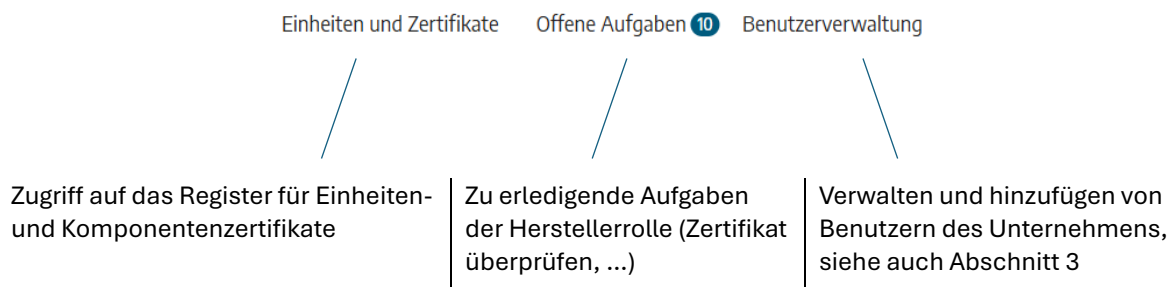 Einheiten und Zertifikate
Offene Aufgaben 10
Benutzerverwaltung
Zugriff auf das Register für Einheiten-
und Komponentenzertifikate
Zu erledigende Aufgaben
der Herstellerrolle (Zertifikat
überprüfen, ...)
Verwalten und hinzufügen von
Benutzern des Unternehmens,
siehe auch Abschnitt 3